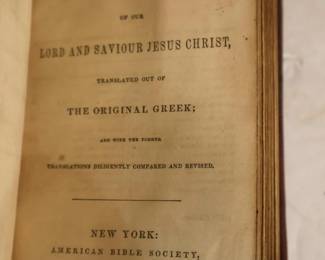 OF OUR
LORD AND SAVIOUR JESUS CHRIST,
TRANSLATED OUT OF
THE ORIGINAL GREEK;
AND WITH THE FORMER
TRANSLATIONS DILIGENTLY COMPARED AND REVISED.
NEW YORK:
AMERICAN BIBLE SOCIETY,